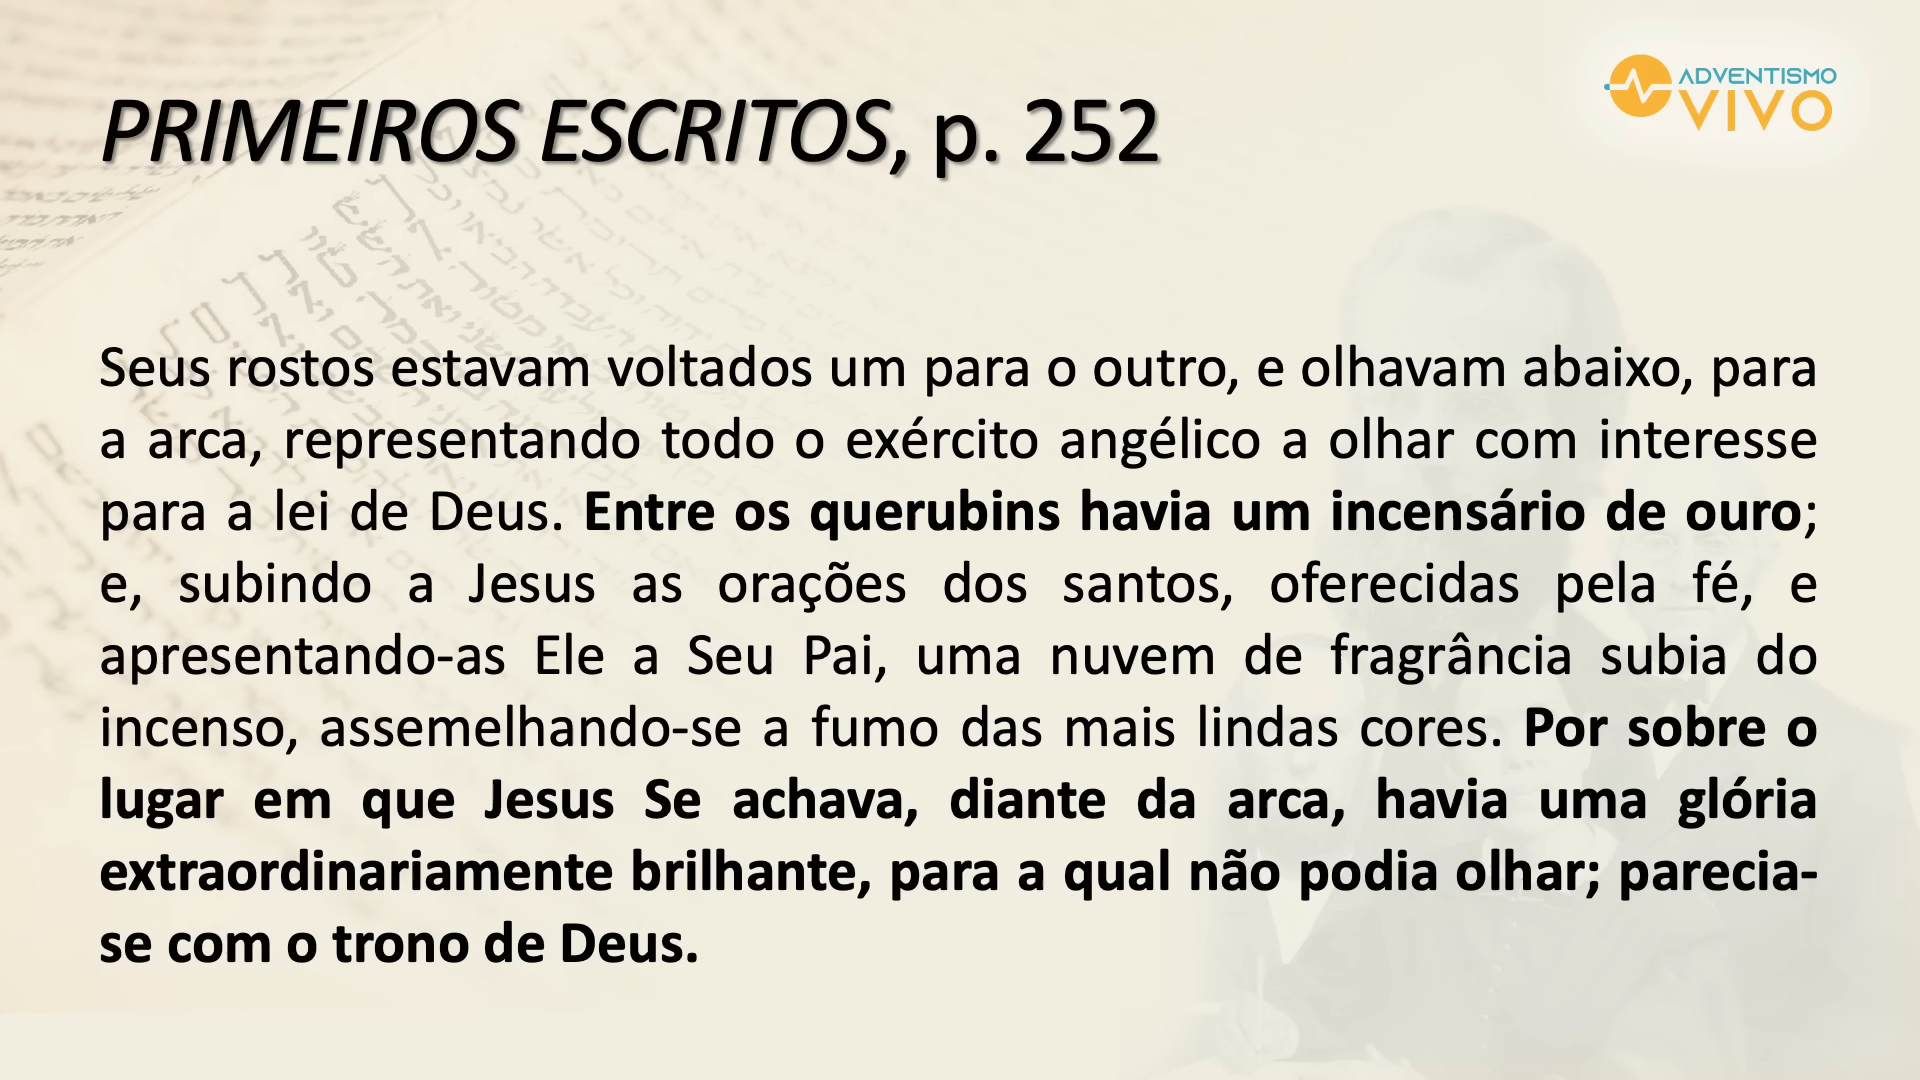 ADVENTISMO
VIVO
PRIMEIROS ESCRITOS, p. 252
Seus rostos estavam voltados um para o outro, e olhavam abaixo, para
a arca, representando todo o exército angélico a olhar com interesse
para a lei de Deus. Entre os querubins havia um incensário de ouro;
e, subindo a Jesus as orações dos santos, oferecidas pela fé, e
apresentando-as Ele a Seu Pai, uma nuvem de fragrância subia do
incenso, assemelhando-se a fumo das mais lindas cores. Por sobre o
lugar em que Jesus Se achava, diante da arca, havia uma glória
extraordinariamente brilhante, para a qual não podia olhar; parecia-
se com o trono de Deus.